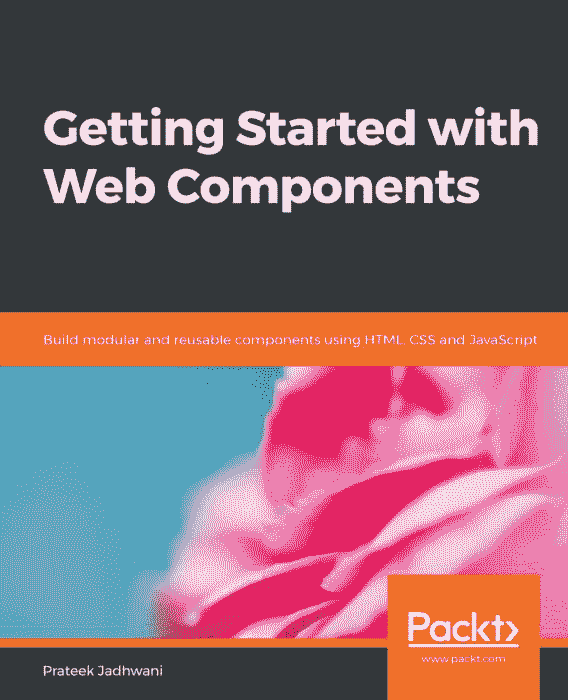 Getting Started with
Web Components
Build modular and reusable components using HTML, CSS and JavaScript
Packt
www.packt.com
Prateek Jadhwani